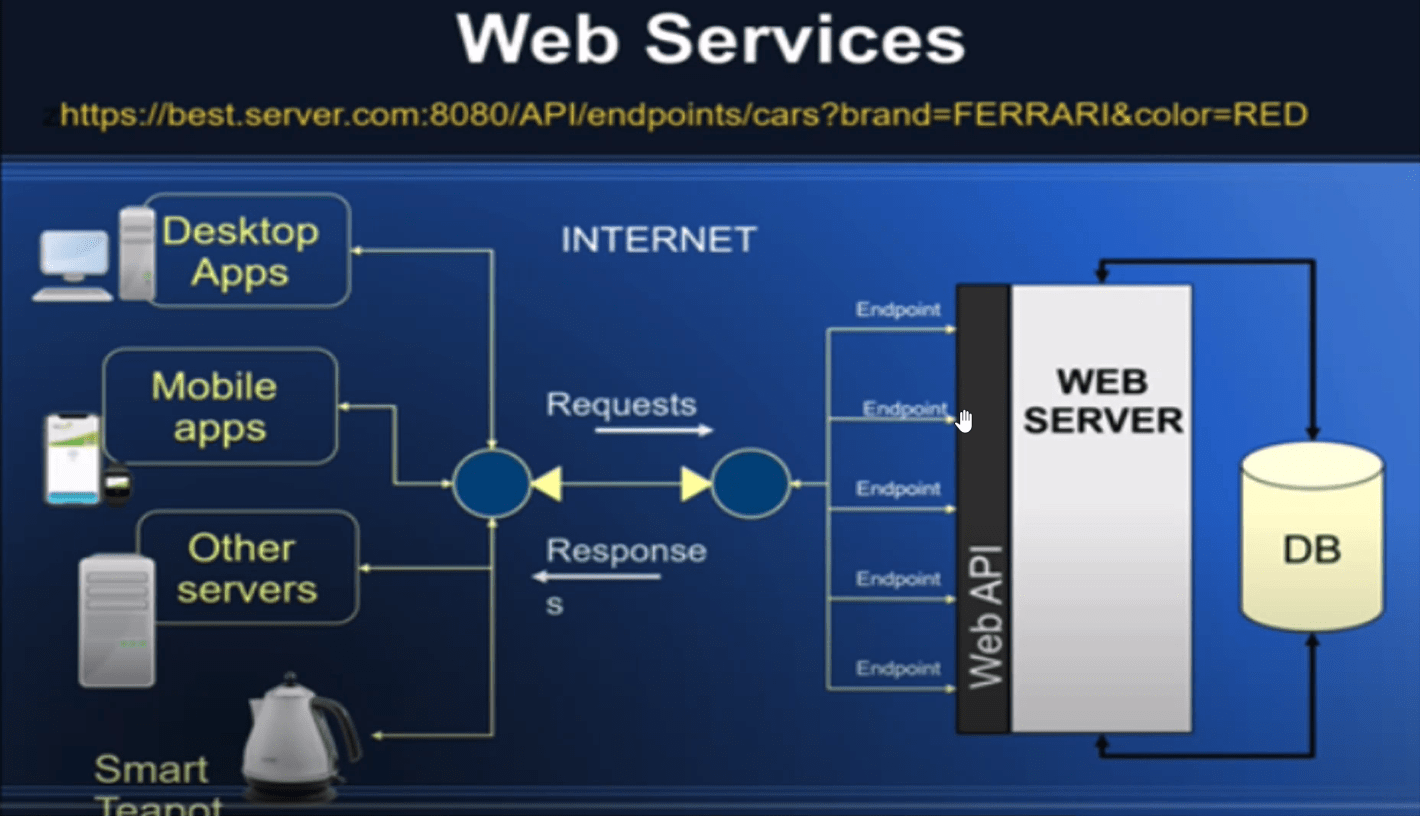 Web Services
https://best.server.com:8080/API/endpoints/cars?brand=FERRARI&color=RED
Desktop
Apps
INTERNET
Mobile
apps
Other
servers
Smart
Teapot
Requests
Response
s
Endpoint
Endpoint
Endpoint
Endpoint
Endpoint
Web API
WEB
SERVER
DB